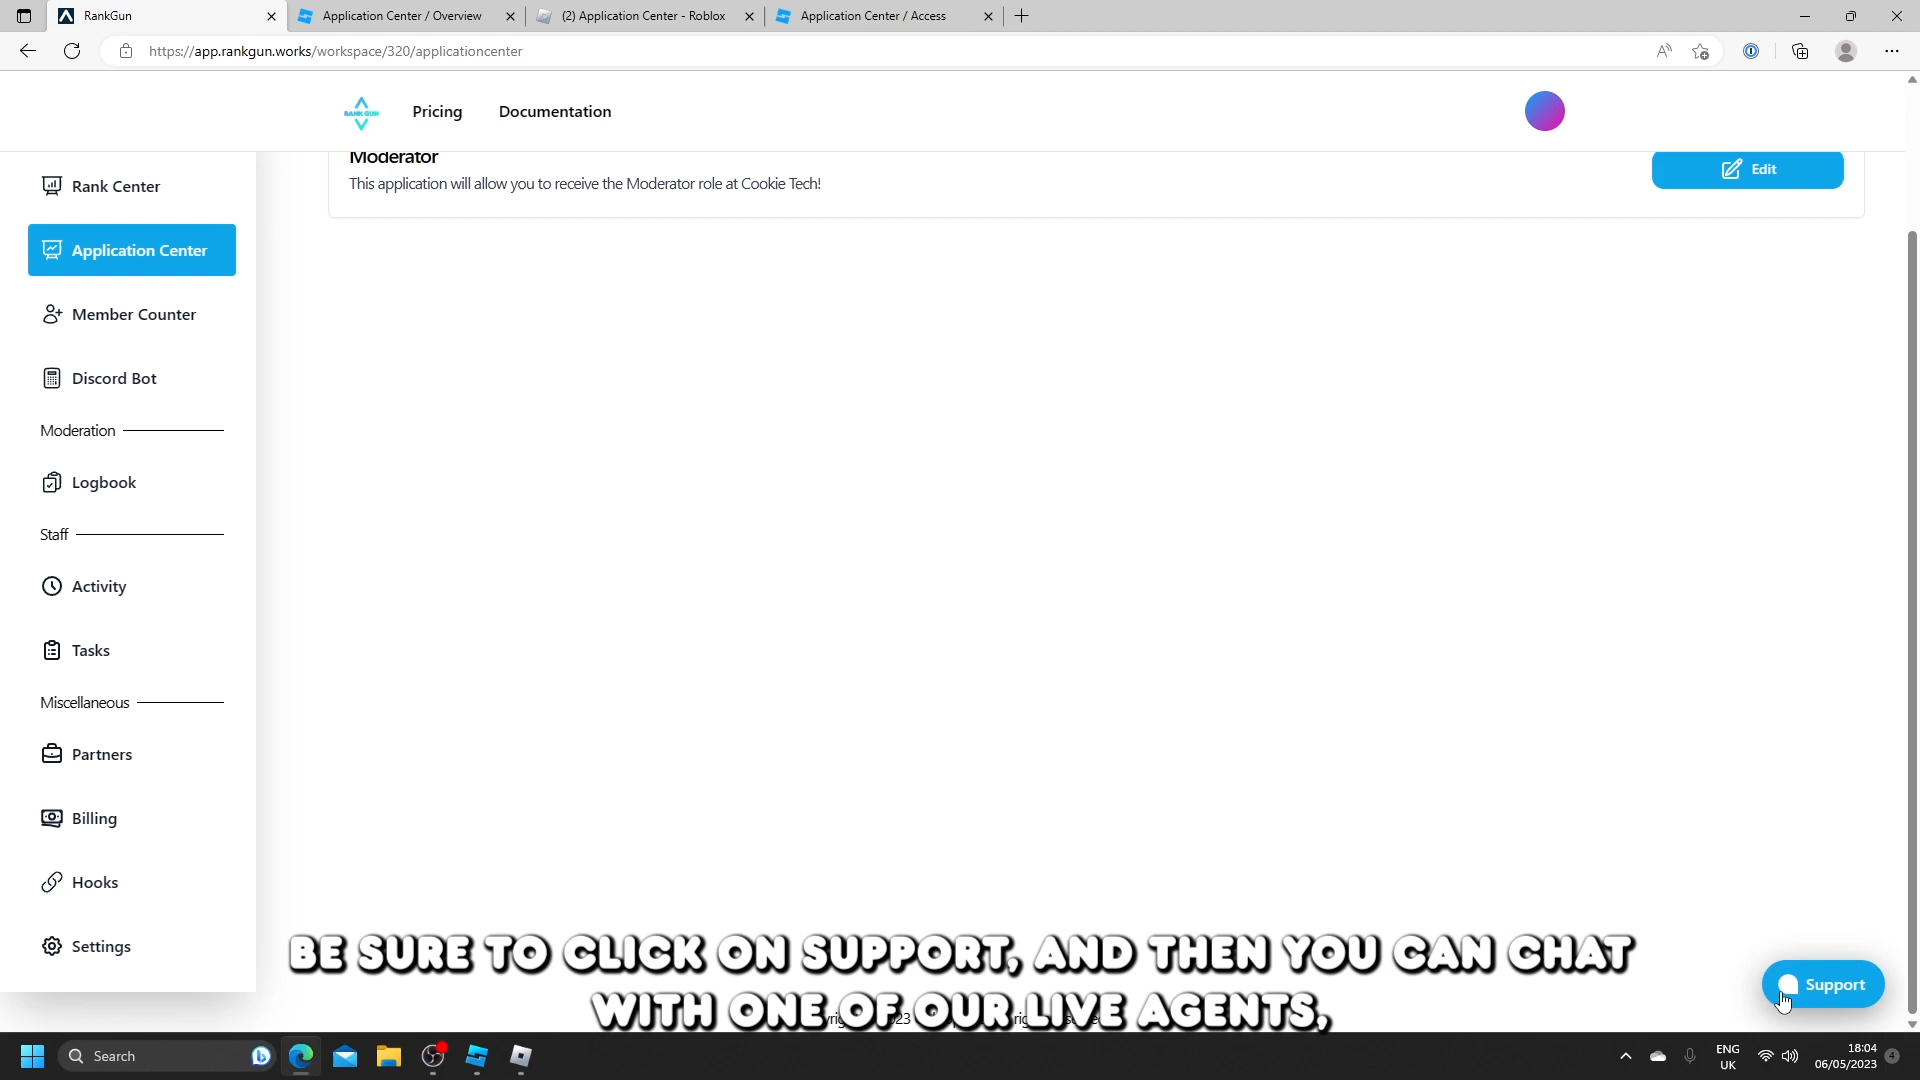 RankGun
Application Center / Overview
(2) Application Center - Roblox
Application Center / Access
https://app.rankgun.works/workspace/320/applicationcenter
RANK GUN
Pricing
Documentation
Moderator
This application will allow you to receive the Moderator role at Cookie Tech!
Edit
Rank Center
Application Center
Member Counter
Discord Bot
Moderation
Logbook
Staff
Activity
Tasks
Miscellaneous
Partners
Billing
Hooks
Settings
BE SURE TO CLICK ON SUPPORT, AND THEN YOU CAN CHAT
WITH ONE OF OUR LIVE AGENTS,
Support
Search
ENG
UK
18:04
06/05/2023
4